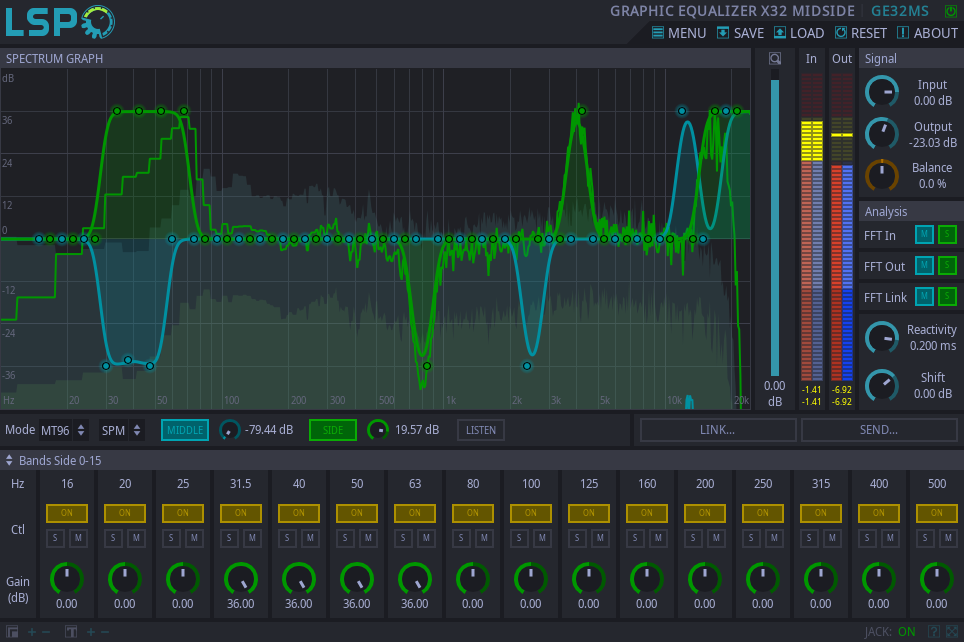 LSP
GRAPHIC EQUALIZER X32 MIDSIDE GE32MS
MENU SAVE LOAD RESET ABOUT
SPECTRUM GRAPH
dB
36
24
12
0
-12
-24
-36
Hz 20 30 50 100 200 300 500 1k 2k 3k 5k 10k 20k
0.00
dB
In Out
-1.41 -6.92
-1.41 -6.92
Signal
Input
0.00 dB
Output
-23.03 dB
Balance
0.0 %
Analysis
FFT In M S
FFT Out M S
FFT Link M S
Reactivity
0.200 ms
Shift
0.00 dB
Mode MT96 SPM MIDDLE -79.44 dB SIDE 19.57 dB LISTEN LINK... SEND...
Bands Side 0-15
Hz 16 20 25 31.5 40 50 63 80 100 125 160 200 250 315 400 500
ON ON ON ON ON ON ON ON ON ON ON ON ON ON ON ON
Ctl
S M S M S M S M S M S M S M S M S M S M S M S M S M S M S M S M
Gain
(dB)
0.00 0.00 0.00 36.00 36.00 36.00 36.00 0.00 0.00 0.00 0.00 0.00 0.00 0.00 0.00 0.00
JACK: ON